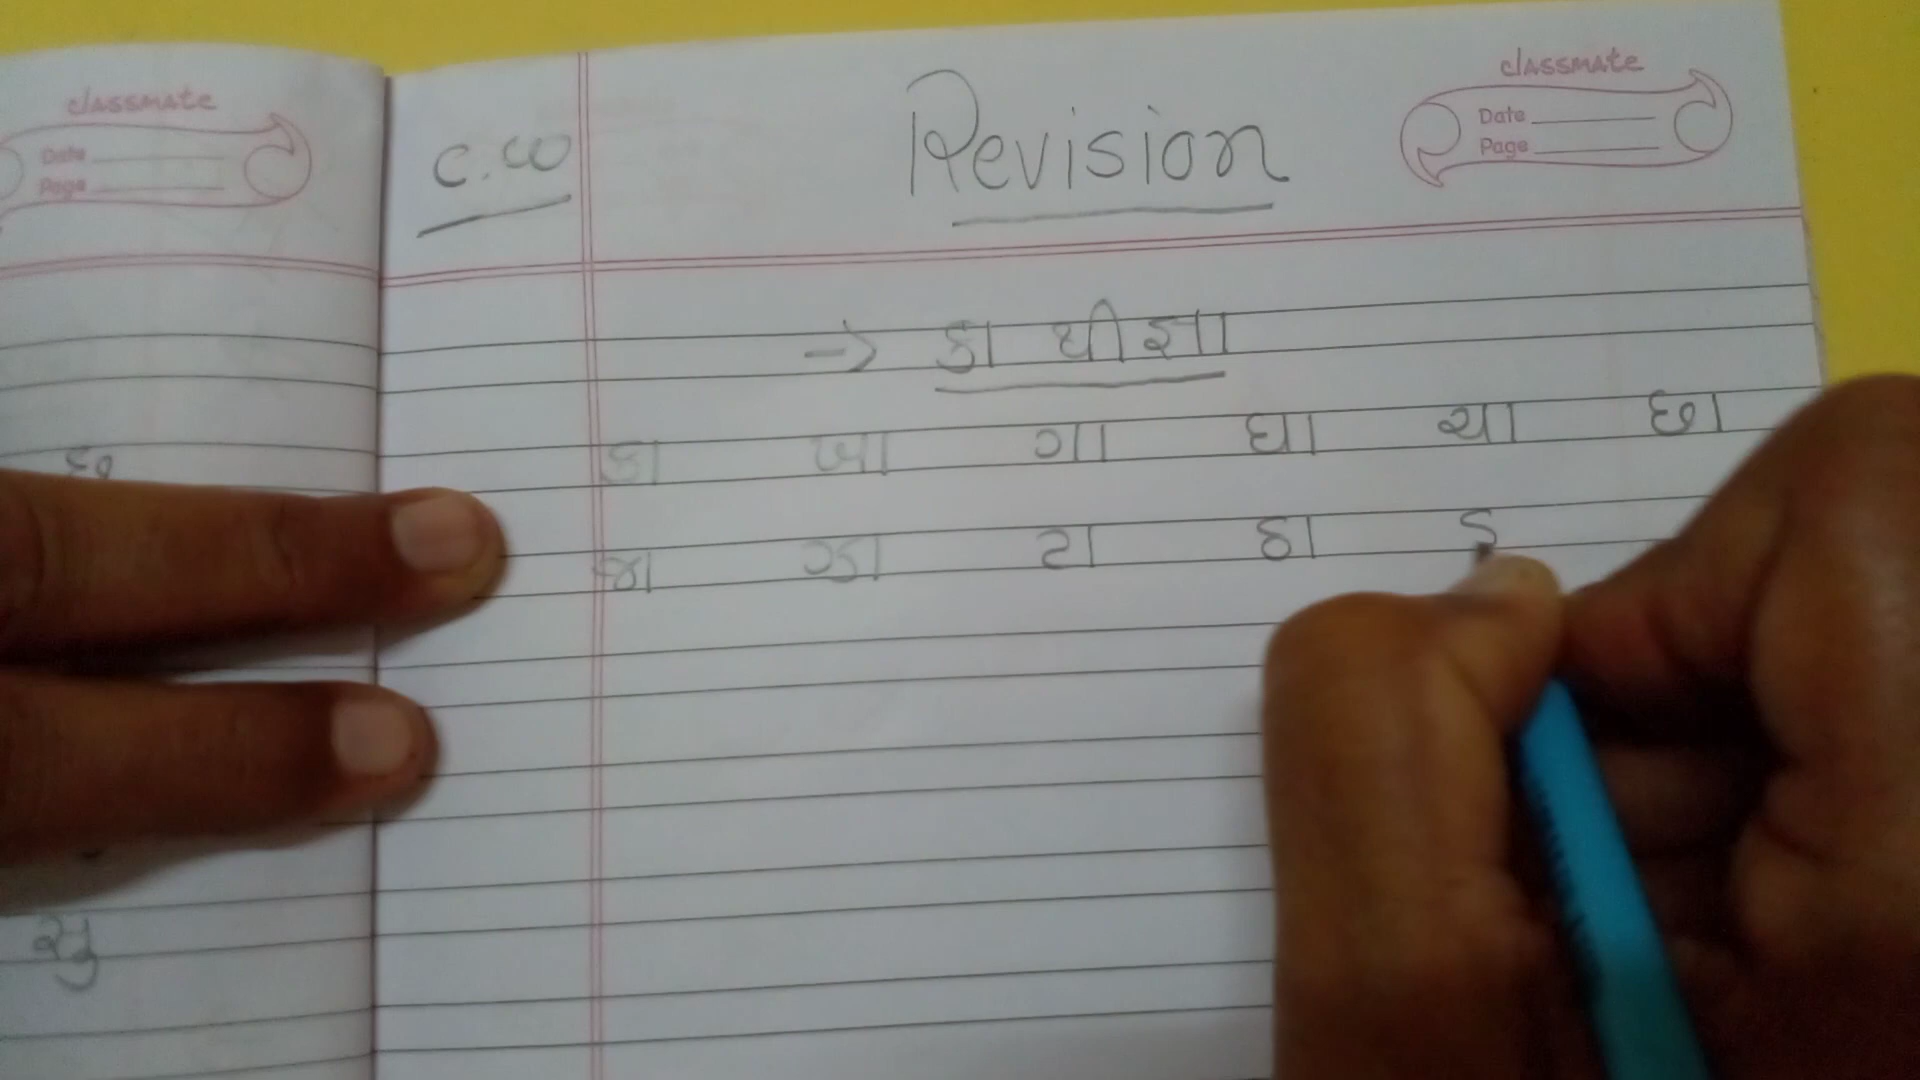 classmate
Date
Page
C.W
Revision
classmate
Date
Page
→ કા થી જ્ઞા
કા ખા ગા ઘા ચા છા
જા ઝા ટા ઠા ડ
છુ
યુ